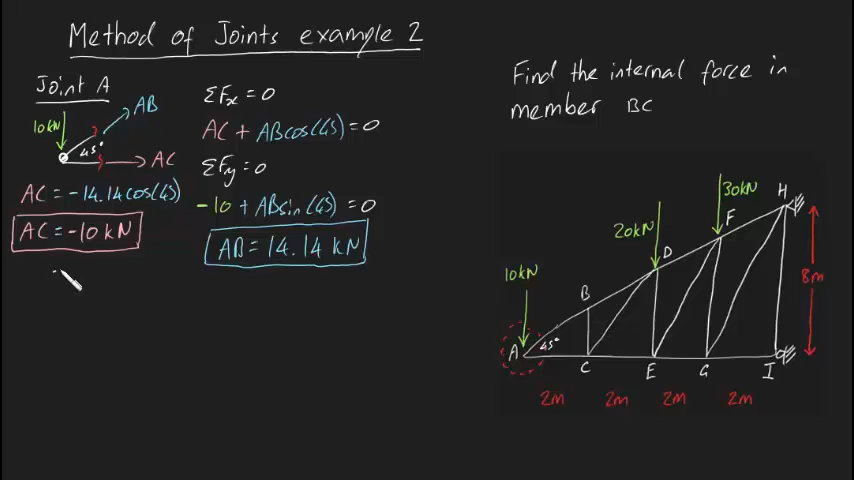 Method of Joints example 2
Joint A
10kN
AB
45°
AC
AC = -14.14cos(45)
AC = -10 kN
ΣFx = 0
AC + ABcos(45) = 0
ΣFy = 0
-10 + ABsin(45) = 0
AB = 14.14 kN
Find the internal force in
member BC
30kN
H
20kN
F
D
10kN
B
8m
A
45°
C
E
G
I
2m 2m 2m 2m